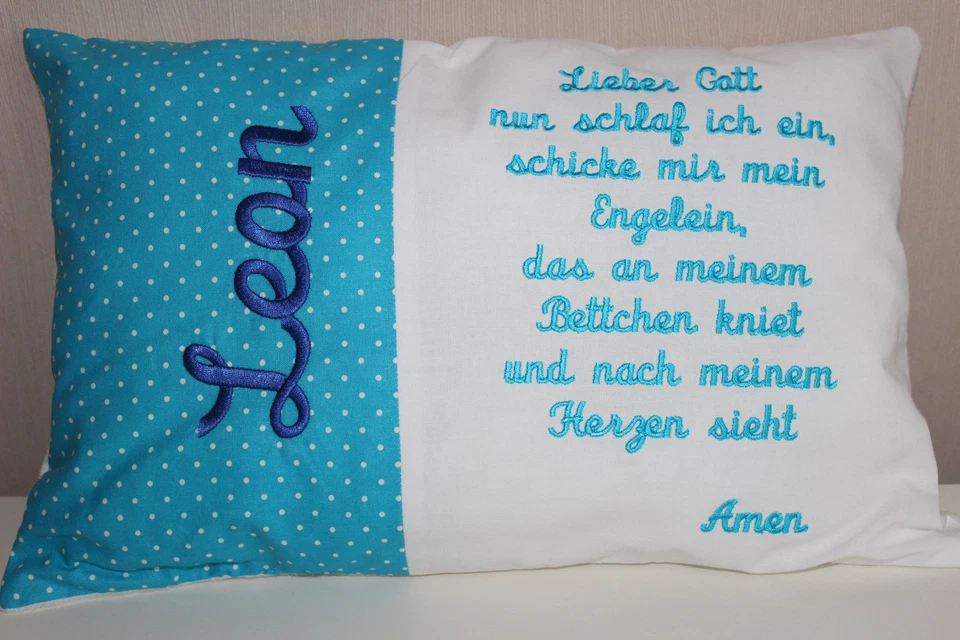 Lean
Lieber Gott
nun schlaf ich ein,
schicke mir mein
Engelein,
das an meinem
Bettchen kniet
und nach meinem
Herzen sieht
Amen